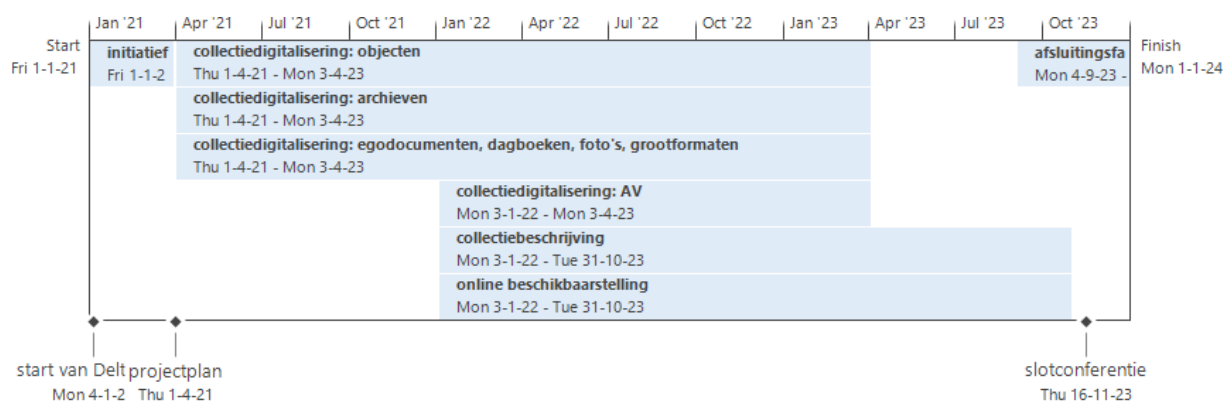 Jan '21 Apr '21 Jul '21 Oct '21 Jan '22 Apr '22 Jul '22 Oct '22 Jan '23 Apr '23 Jul '23 Oct '23
Start
Fri 1-1-21
initiatief
Fri 1-1-2
collectiedigitalisering: objecten
Thu 1-4-21 - Mon 3-4-23
afsluitingsfa
Mon 4-9-23 -
Finish
Mon 1-1-24
collectiedigitalisering: archieven
Thu 1-4-21 - Mon 3-4-23
collectiedigitalisering: egodocumenten, dagboeken, foto's, grootformaten
Thu 1-4-21 - Mon 3-4-23
collectiedigitalisering: AV
Mon 3-1-22 - Mon 3-4-23
collectiebeschrijving
Mon 3-1-22 - Tue 31-10-23
online beschikbaarstelling
Mon 3-1-22 - Tue 31-10-23
start van Delt
Mon 4-1-2
projectplan
Thu 1-4-21
slotconferentie
Thu 16-11-23